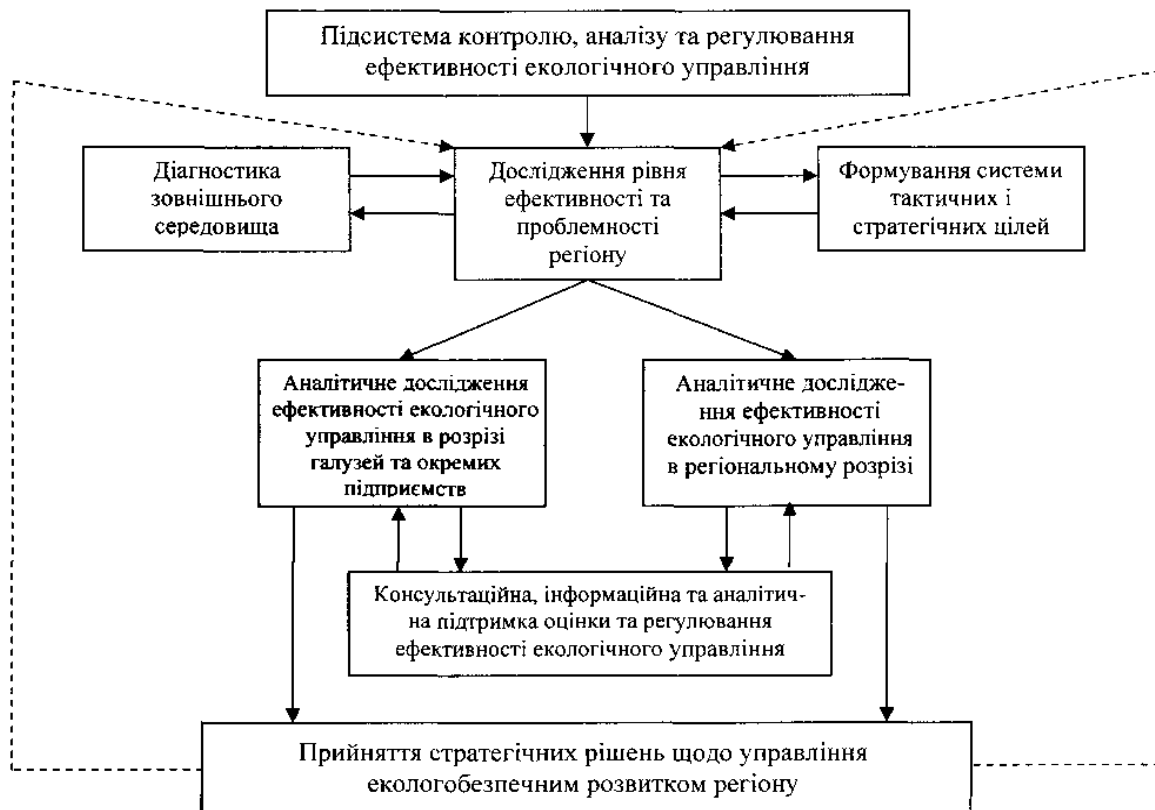 Підсистема контролю, аналізу та регулювання
ефективності екологічного управління
Діагностика
зовнішнього
середовища
Дослідження рівня
ефективності та
проблемності
регіону
Формування системи
тактичних і
стратегічних цілей
Аналітичне дослідження
ефективності екологічного
управління в розрізі
галузей та окремих
підприємств
Аналітичне дослідже-
ння ефективності
екологічного управління
в регіональному розрізі
Консультаційна, інформаційна та аналітич-
на підтримка оцінки та регулювання
ефективності екологічного управління
Прийняття стратегічних рішень щодо управління
екологобезпечним розвитком регіону